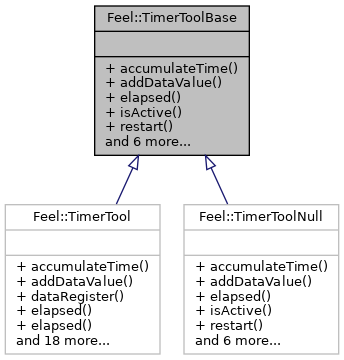 Feel::TimerToolBase
+ accumulateTime()
+ addDataValue()
+ elapsed()
+ isActive()
+ restart()
and 6 more...
Feel::TimerTool
+ accumulateTime()
+ addDataValue()
+ dataRegister()
+ elapsed()
+ elapsed()
and 18 more...
Feel::TimerToolNull
+ accumulateTime()
+ addDataValue()
+ elapsed()
+ isActive()
+ restart()
and 6 more...